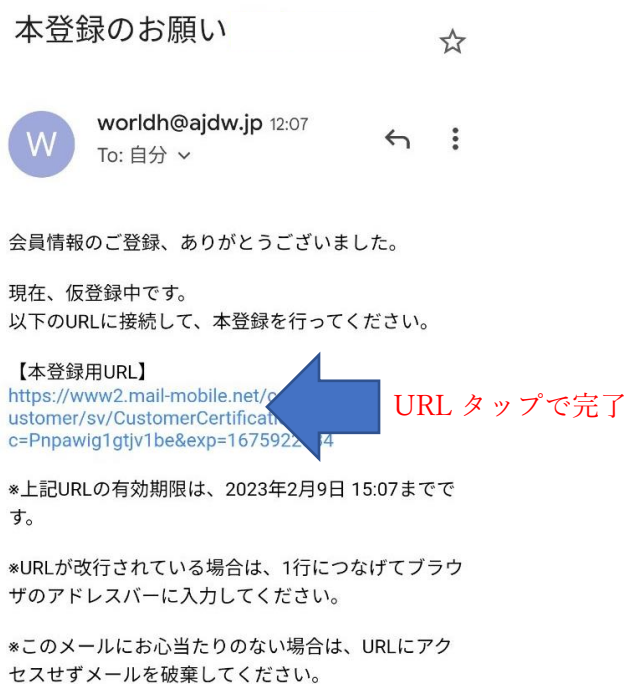 本登録のお願い
W
worldh@ajdw.jp 12:07
To: 自分
会員情報のご登録、ありがとうございました。
現在、仮登録中です。
以下のURLに接続して、本登録を行ってください。
【本登録用URL】
https://www2.mail-mobile.net/
ustomer/sv/CustomerCertificati
c=Pnpawig1gtjv1be&exp=1675922 4
URL タップで完了
※上記URLの有効期限は、2023年2月9日 15:07までで
す。
※URLが改行されている場合は、1行につなげてブラウ
ザのアドレスバーに入力してください。
※このメールにお心当たりのない場合は、URLにアク
セスせずメールを破棄してください。